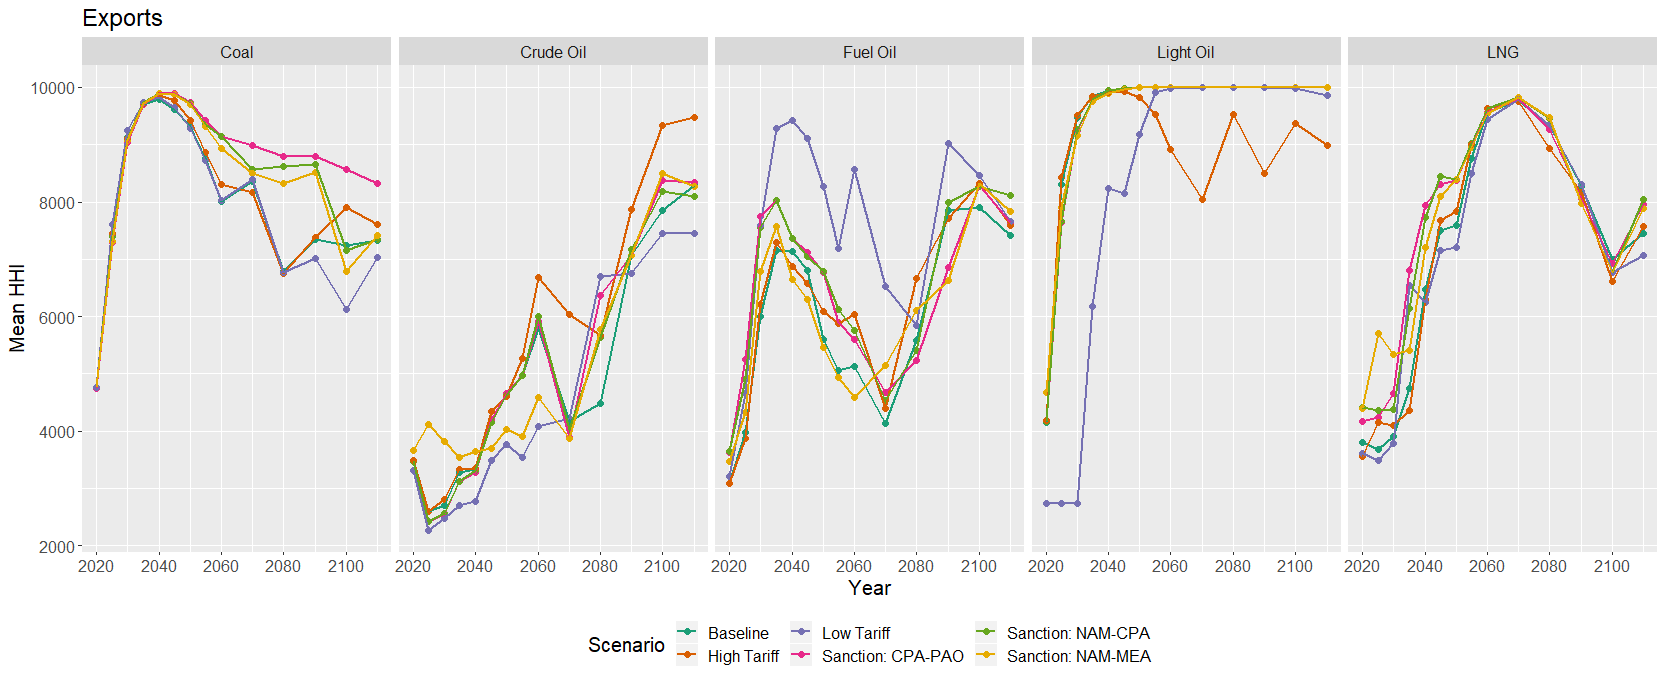 Exports
Coal
Crude Oil
Fuel Oil
Light Oil
LNG
Mean HHI
10000
8000
6000
4000
2000
2020 2040 2060 2080 2100
2020 2040 2060 2080 2100
2020 2040 2060 2080 2100
2020 2040 2060 2080 2100
2020 2040 2060 2080 2100
Year
Scenario
Baseline
High Tariff
Low Tariff
Sanction: CPA-PAO
Sanction: NAM-CPA
Sanction: NAM-MEA